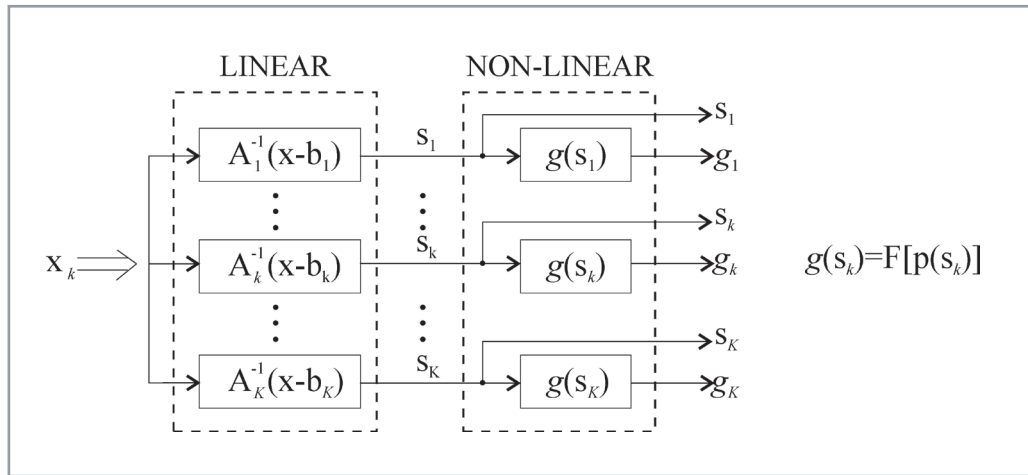 LINEAR NON-LINEAR
s₁
A₁⁻¹(x-b₁) s₁ g(s₁) g₁
s_k
x_k A_k⁻¹(x-b_k) s_k g(s_k) g_k g(s_k)=F[p(s_k)]
s_K
A_K⁻¹(x-b_K) s_K g(s_K) g_K